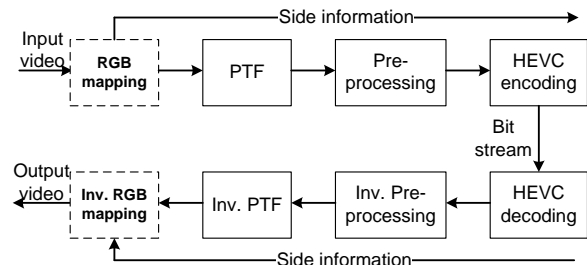 Side information
Input
video
RGB
mapping
PTF
Pre-
processing
HEVC
encoding
Bit
stream
Output
video
Inv. RGB
mapping
Inv. PTF
Inv. Pre-
processing
HEVC
decoding
Side information